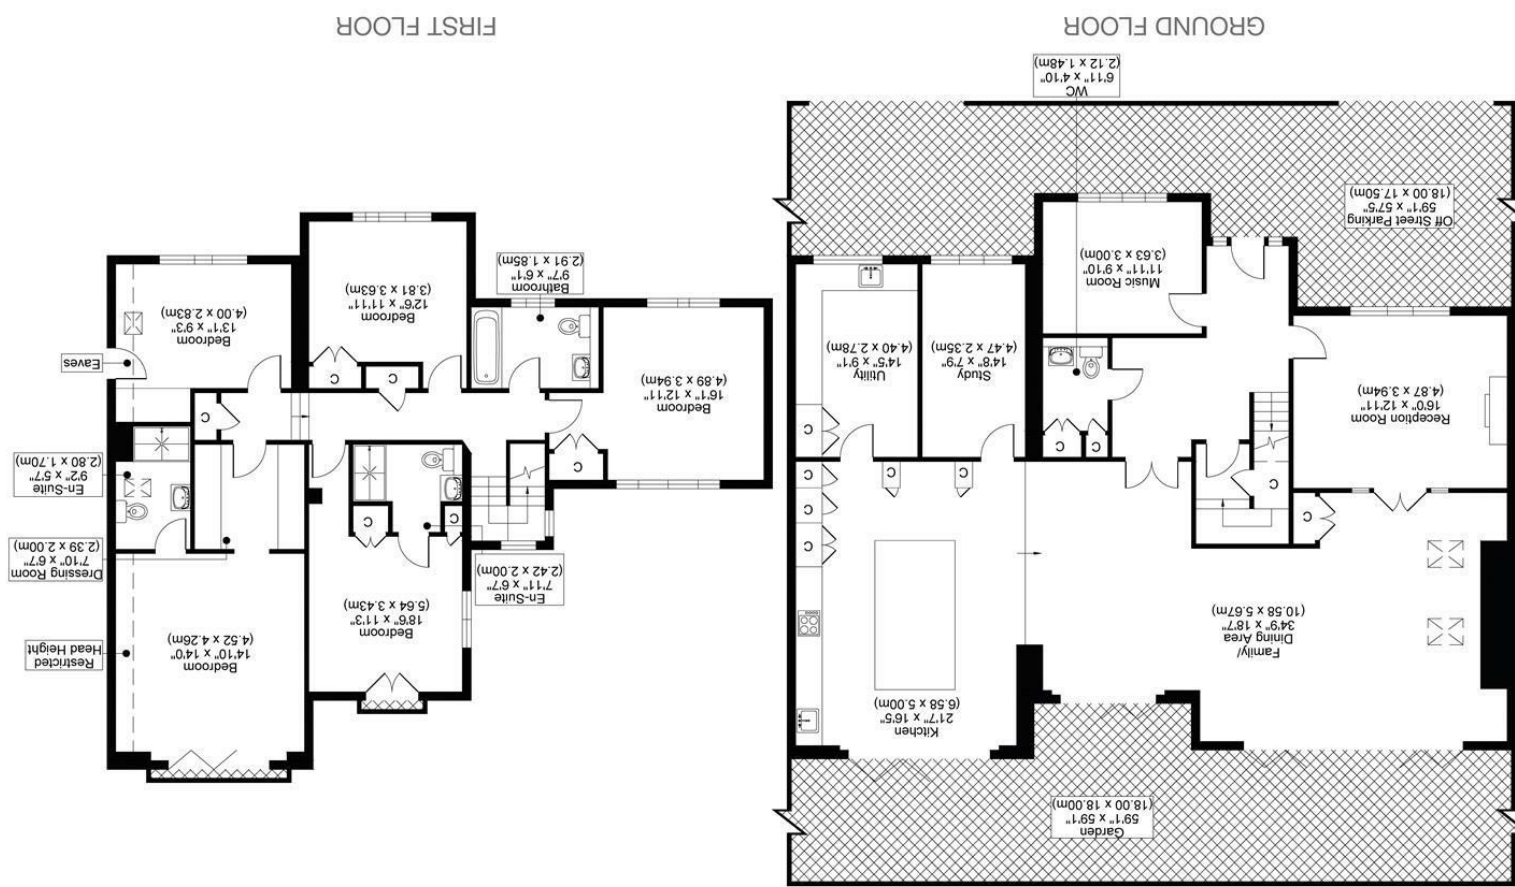 Garden
59'1" x 59'1"
(18.00 x 18.00m)
Kitchen
21'7" x 16'5"
(6.58 x 5.00m)
Family/
Dining Area
34'9" x 18'7"
(10.58 x 5.67m)
C
C
C
C
C
C
C
C
C
C
Reception Room
16'0" x 12'11"
(4.87 x 3.94m)
Study
14'8" x 7'9"
(4.47 x 2.35m)
Utility
14'5" x 9'1"
(4.40 x 2.78m)
Music Room
11'11" x 9'10"
(3.63 x 3.00m)
Off Street Parking
59'1" x 57'5"
(18.00 x 17.50m)
WC
6'11" x 4'10"
(2.12 x 1.48m)
GROUND FLOOR
Bedroom
14'10" x 14'0"
(4.52 x 4.26m)
Restricted
Head Height
Bedroom
18'6" x 11'3"
(5.64 x 3.43m)
En-Suite
7'11" x 6'7"
(2.42 x 2.00m)
Dressing Room
7'10" x 6'7"
(2.39 x 2.00m)
En-Suite
9'2" x 5'7"
(2.80 x 1.70m)
C
C
C
C
C
C
Bedroom
16'1" x 12'11"
(4.89 x 3.94m)
Eaves
Bedroom
13'1" x 9'3"
(4.00 x 2.83m)
Bedroom
12'6" x 11'11"
(3.81 x 3.63m)
Bathroom
9'7" x 6'1"
(2.91 x 1.85m)
FIRST FLOOR